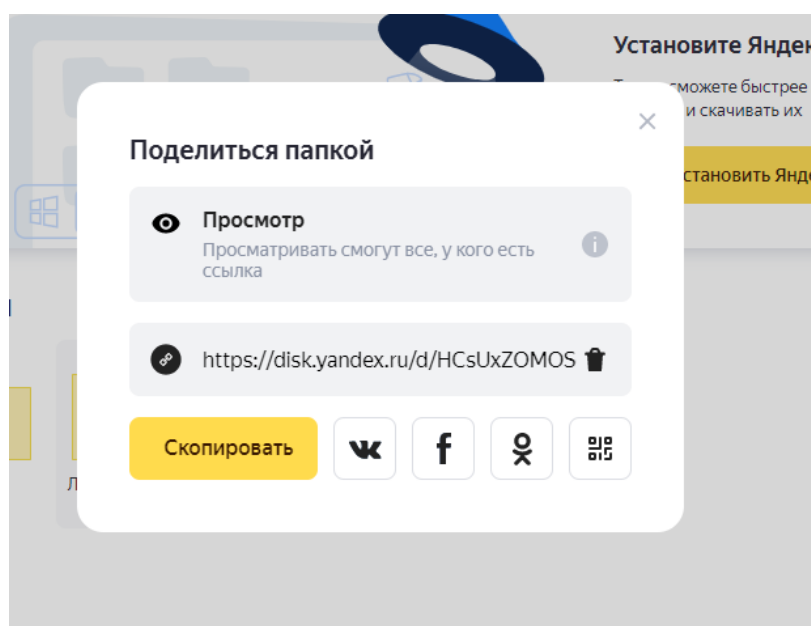 Установите Яндек
сможете быстрее
и скачивать их
Поделиться папкой
становить Янд
Просмотр
Просматривать смогут все, у кого есть
ссылка
https://disk.yandex.ru/d/HCsUxZOMOS
Скопировать
Л